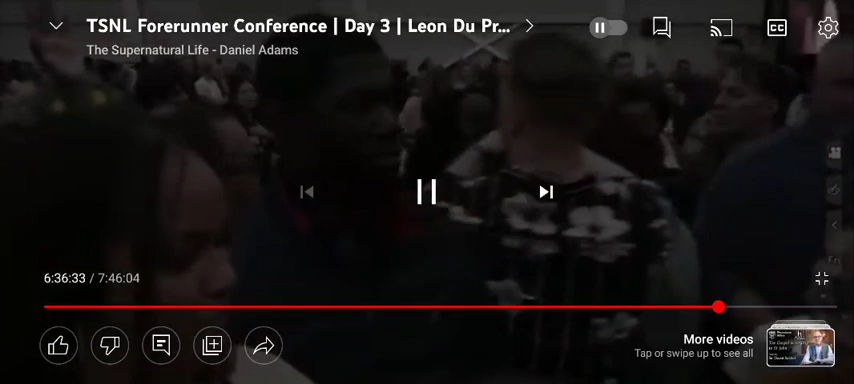 TSNL Forerunner Conference | Day 3 | Leon Du Pr...
The Supernatural Life - Daniel Adams
CC
6:36:33 / 7:46:04
More videos
Tap or swipe up to see all